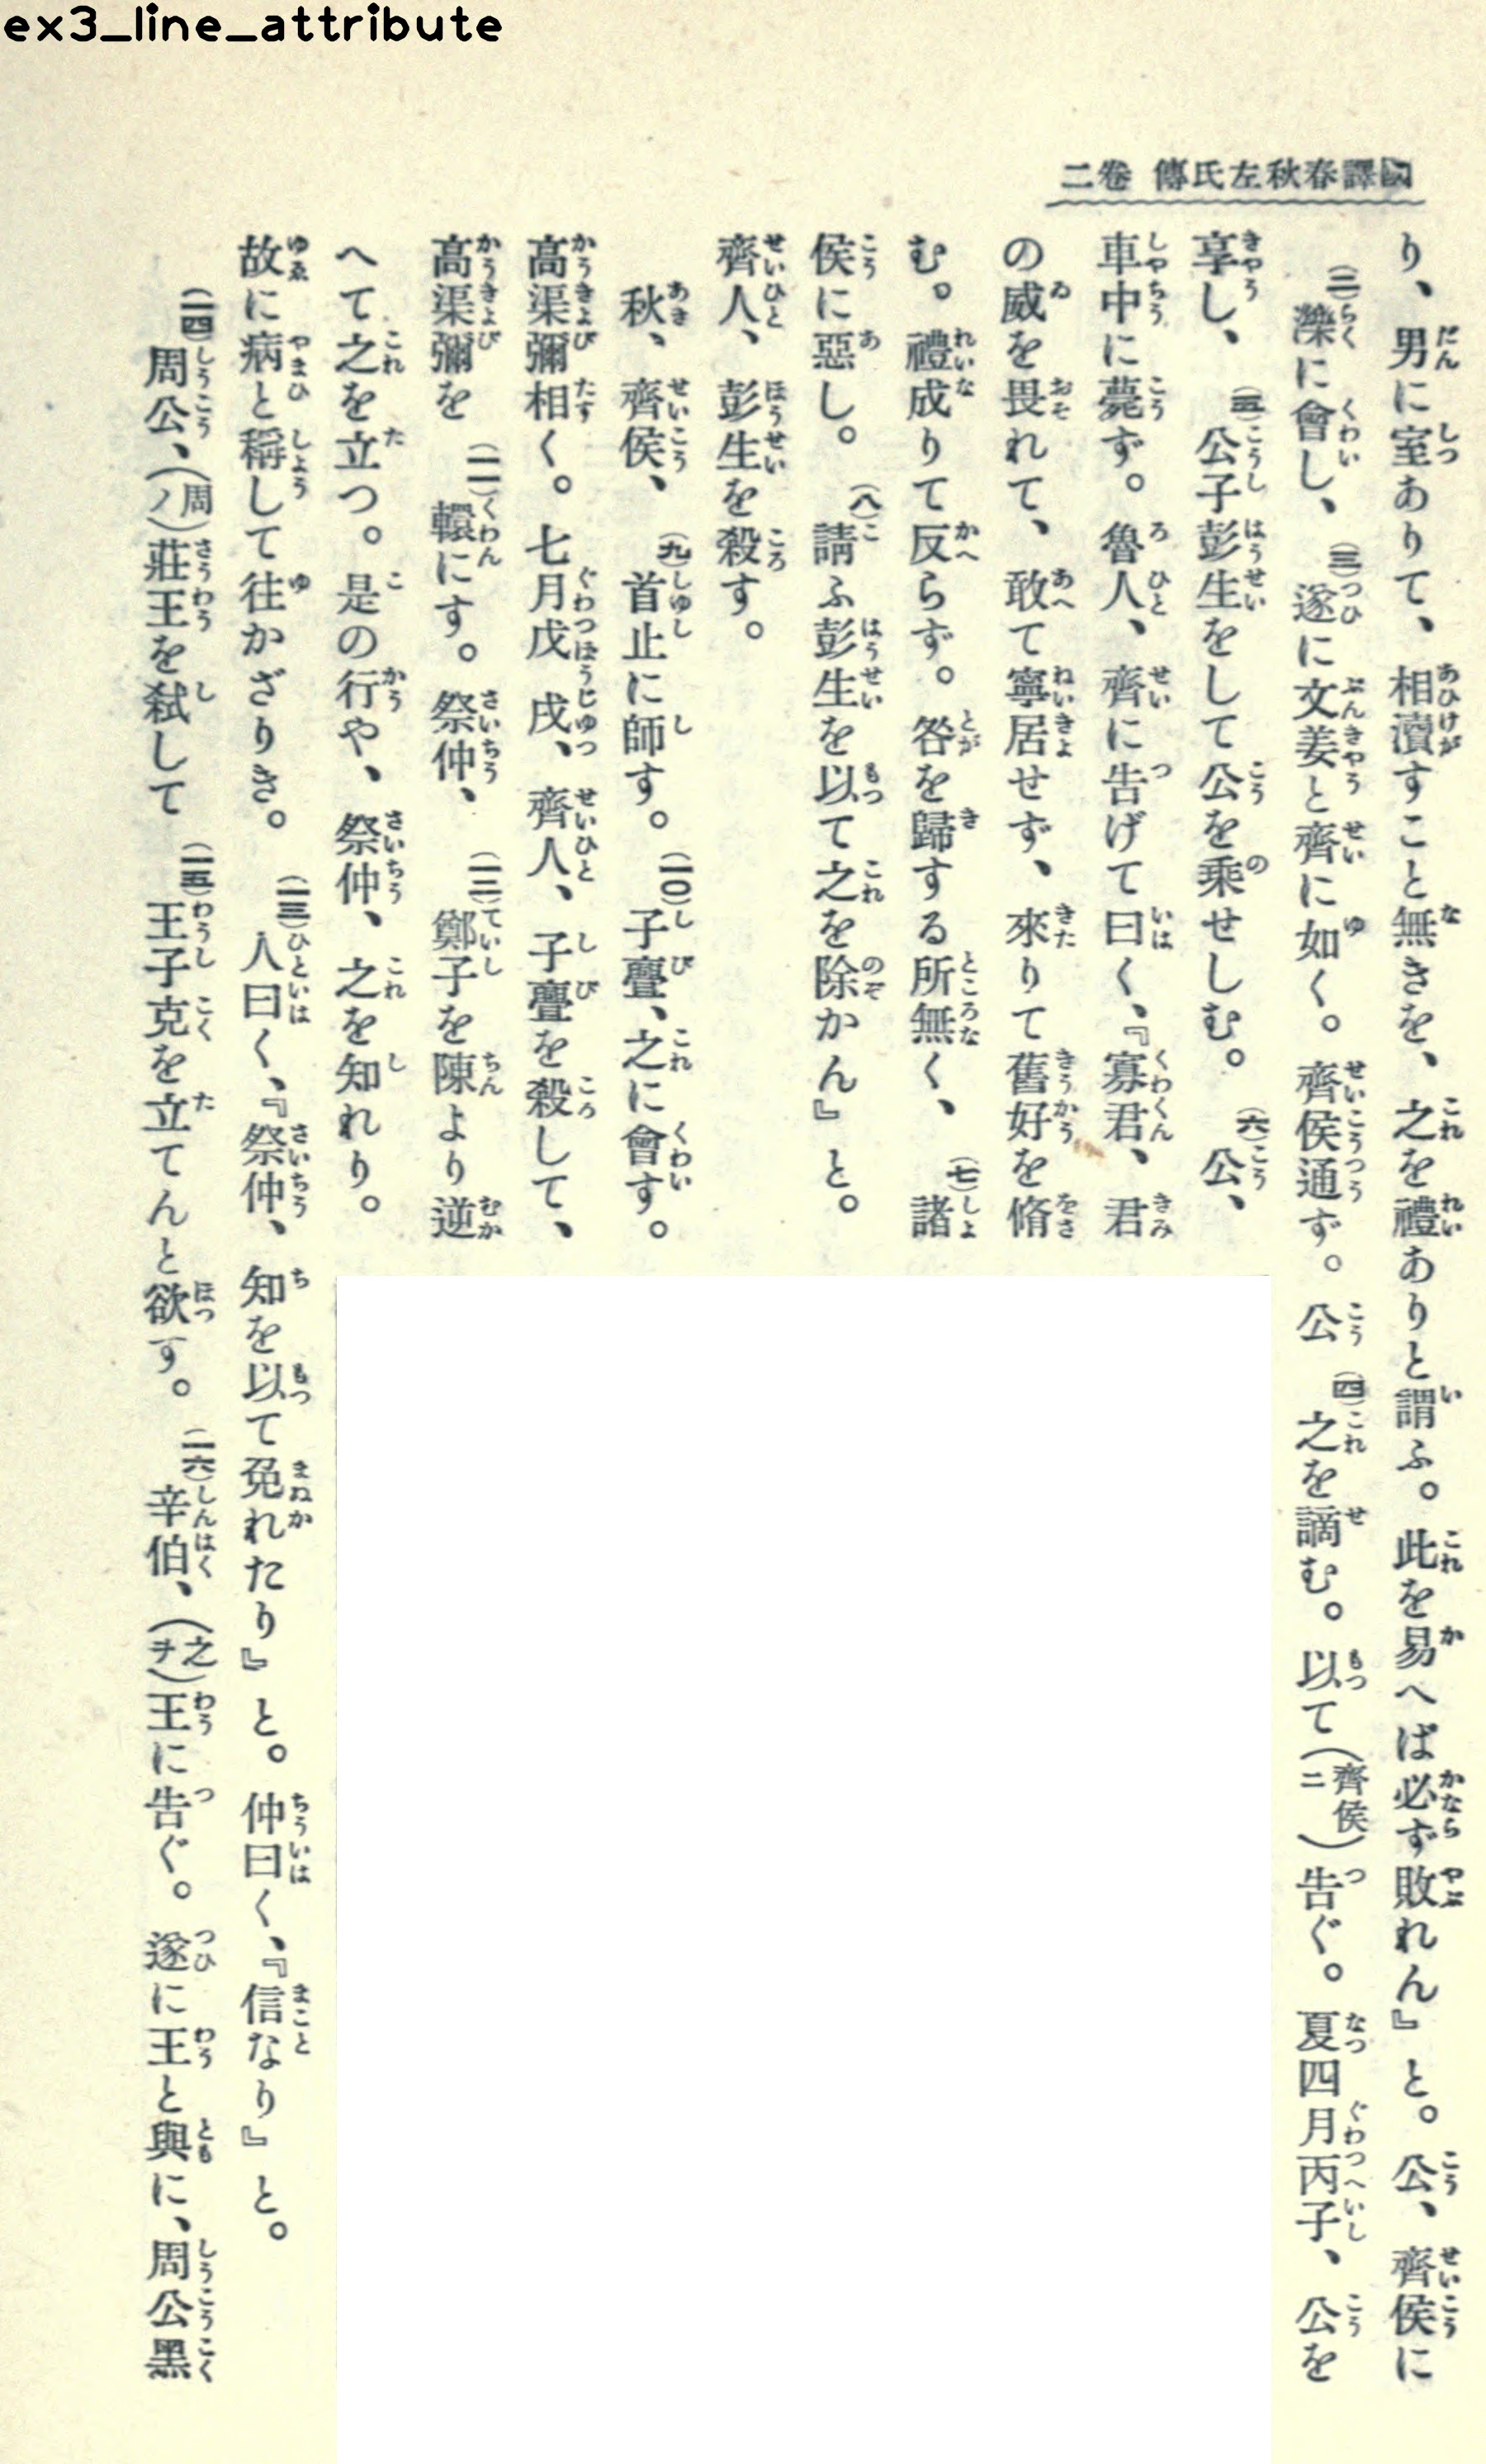 ex3_line_attribute
國譯春秋左氏傳 卷二
り、男に室ありて、相瀆すこと無きを、之を禮ありと謂ふ。此を易へば必ず敗れん』と。公、齊侯に
(二)濼に會し、(三)遂に文姜と齊に如く。齊侯通ず。公(四)之を謫む。以て(齊侯ニ)告ぐ。夏四月丙子、公を
享し、(五)公子彭生をして公を乘せしむ。(六)公、
車中に薨ず。魯人、齊に告げて曰く、『寡君、君
の威を畏れて、敢て寧居せず、來りて舊好を脩
む。禮成りて反らず。咎を歸する所無く、(七)諸
侯に惡し。(八)請ふ彭生を以て之を除かん』と。
齊人、彭生を殺す。
秋、齊侯、(九)首止に師す。(一〇)子亹、之に會す。
高渠彌相く。七月戊戌、齊人、子亹を殺して、
高渠彌を(一一)轘にす。祭仲、(一二)鄭子を陳より逆
へて之を立つ。是の行や、祭仲、之を知れり。
故に病と稱して往かざりき。(一三)人曰く、『祭仲、知を以て免れたり』と。仲曰く、『信なり』と。
(一四)周公、(周ノ)莊王を弑して(一五)王子克を立てんと欲す。(一六)辛伯、(之ヲ)王に告ぐ。遂に王と與に、周公黑